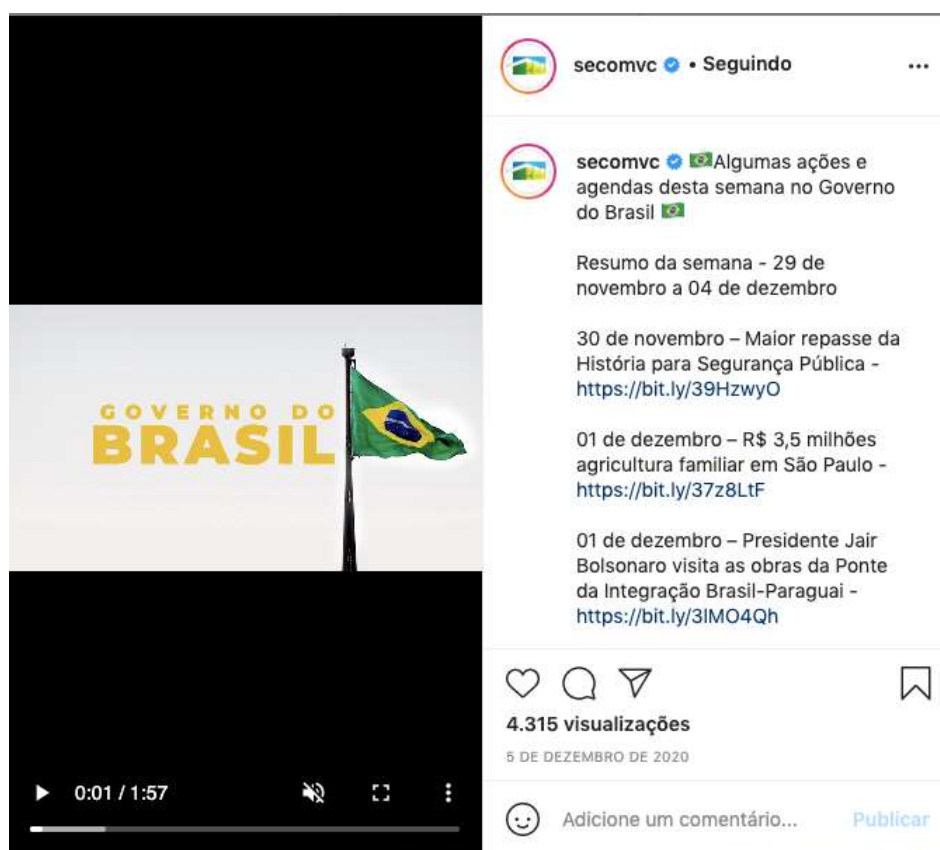 GOVERNO DO
BRASIL
0:01 / 1:57
secomvc • Seguindo
secomvc 🇧🇷Algumas ações e
agendas desta semana no Governo
do Brasil 🇧🇷
Resumo da semana - 29 de
novembro a 04 de dezembro
30 de novembro – Maior repasse da
História para Segurança Pública -
https://bit.ly/39HzwyO
01 de dezembro – R$ 3,5 milhões
agricultura familiar em São Paulo -
https://bit.ly/37z8LtF
01 de dezembro – Presidente Jair
Bolsonaro visita as obras da Ponte
da Integração Brasil-Paraguai -
https://bit.ly/3lMO4Qh
4.315 visualizações
5 DE DEZEMBRO DE 2020
Adicione um comentário... Publicar